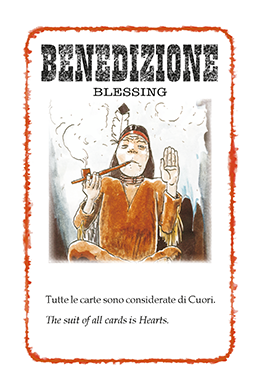 BENEDIZIONE
BLESSING
Tutte le carte sono considerate di Cuori.
The suit of all cards is Hearts.